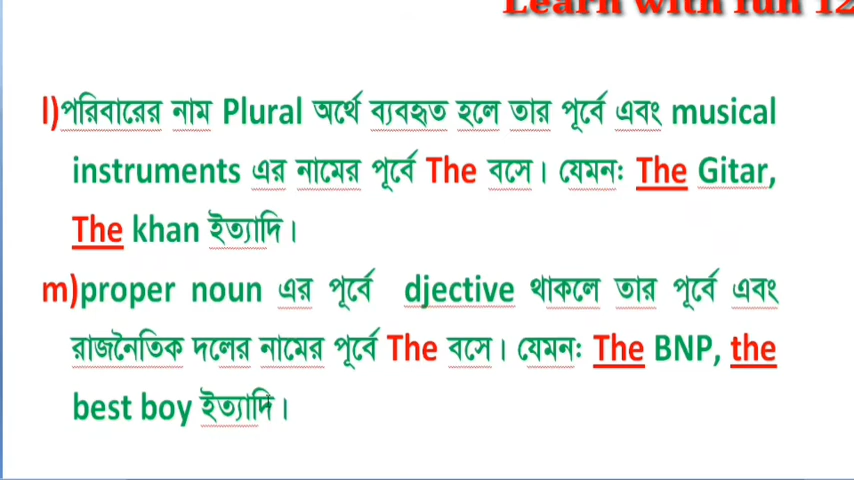 Learn with fun 12
l)পরিবারের নাম Plural অর্থে ব্যবহৃত হলে তার পূর্বে এবং musical
instruments এর নামের পূর্বে The বসে। যেমনঃ The Gitar,
The khan ইত্যাদি।
m)proper noun এর পূর্বে djective থাকলে তার পূর্বে এবং
রাজনৈতিক দলের নামের পূর্বে The বসে। যেমনঃ The BNP, the
best boy ইত্যাদি।